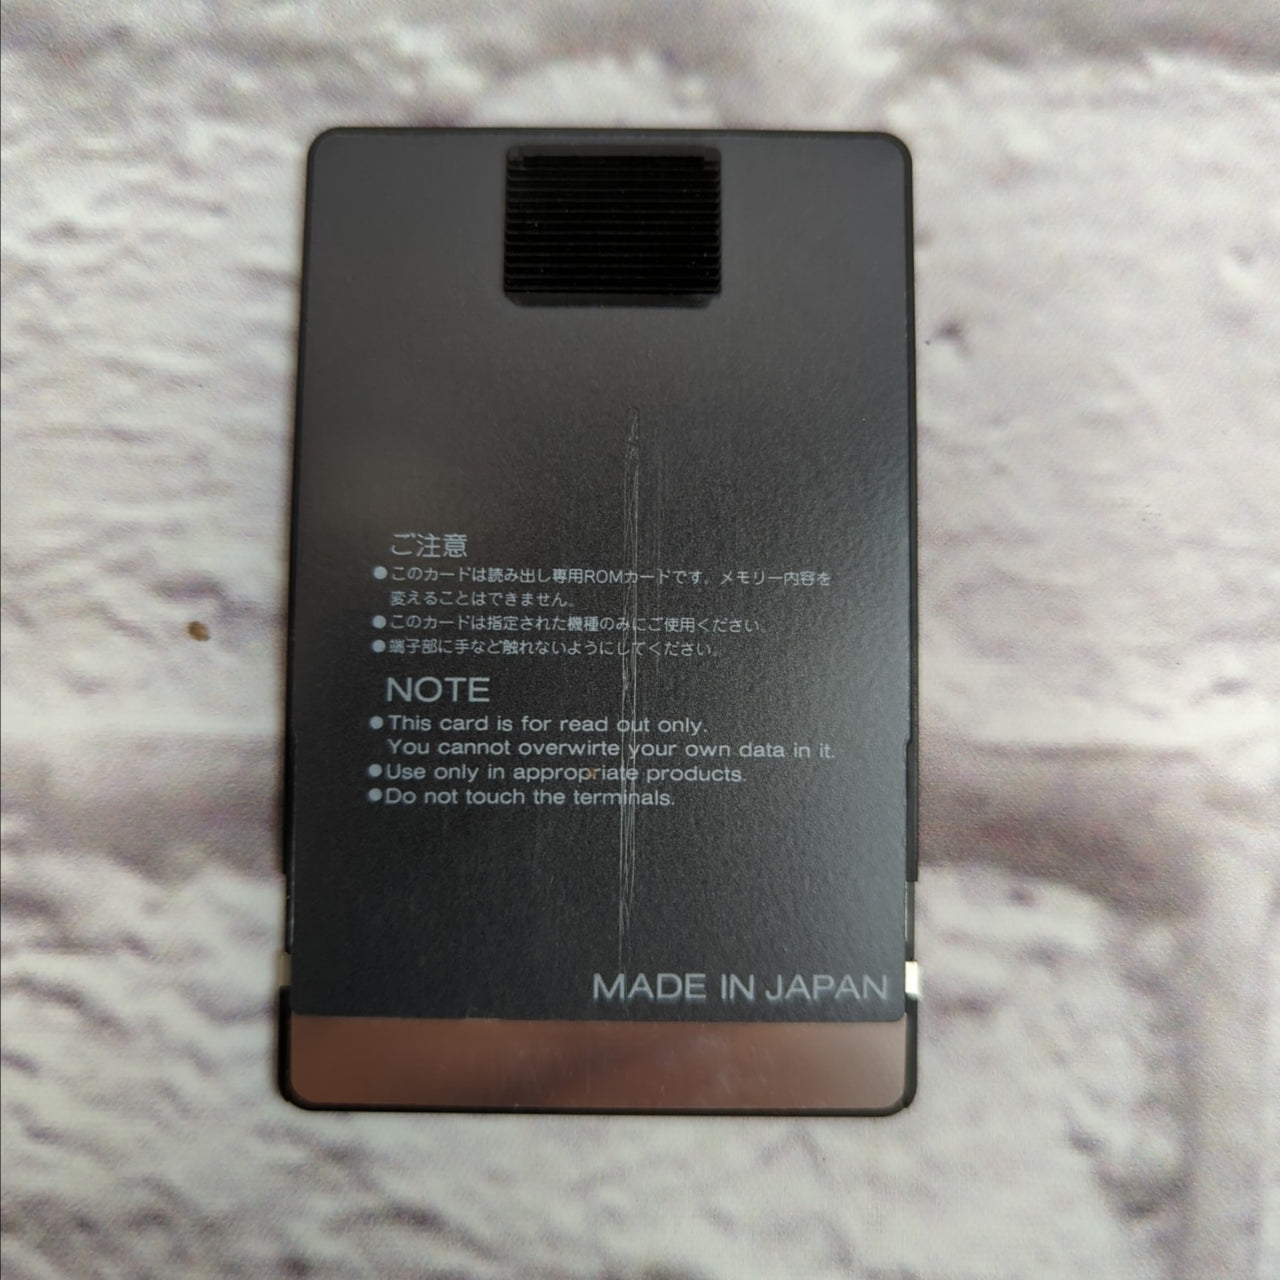 ご注意
●このカードは読み出し専用ROMカードです。メモリー内容を
変えることはできません。
●このカードは指定された機種のみにご使用ください。
●端子部に手など触れないようにしてください。
NOTE
●This card is for read out only.
You cannot overwirte your own data in it.
●Use only in appropriate products.
●Do not touch the terminals.
MADE IN JAPAN